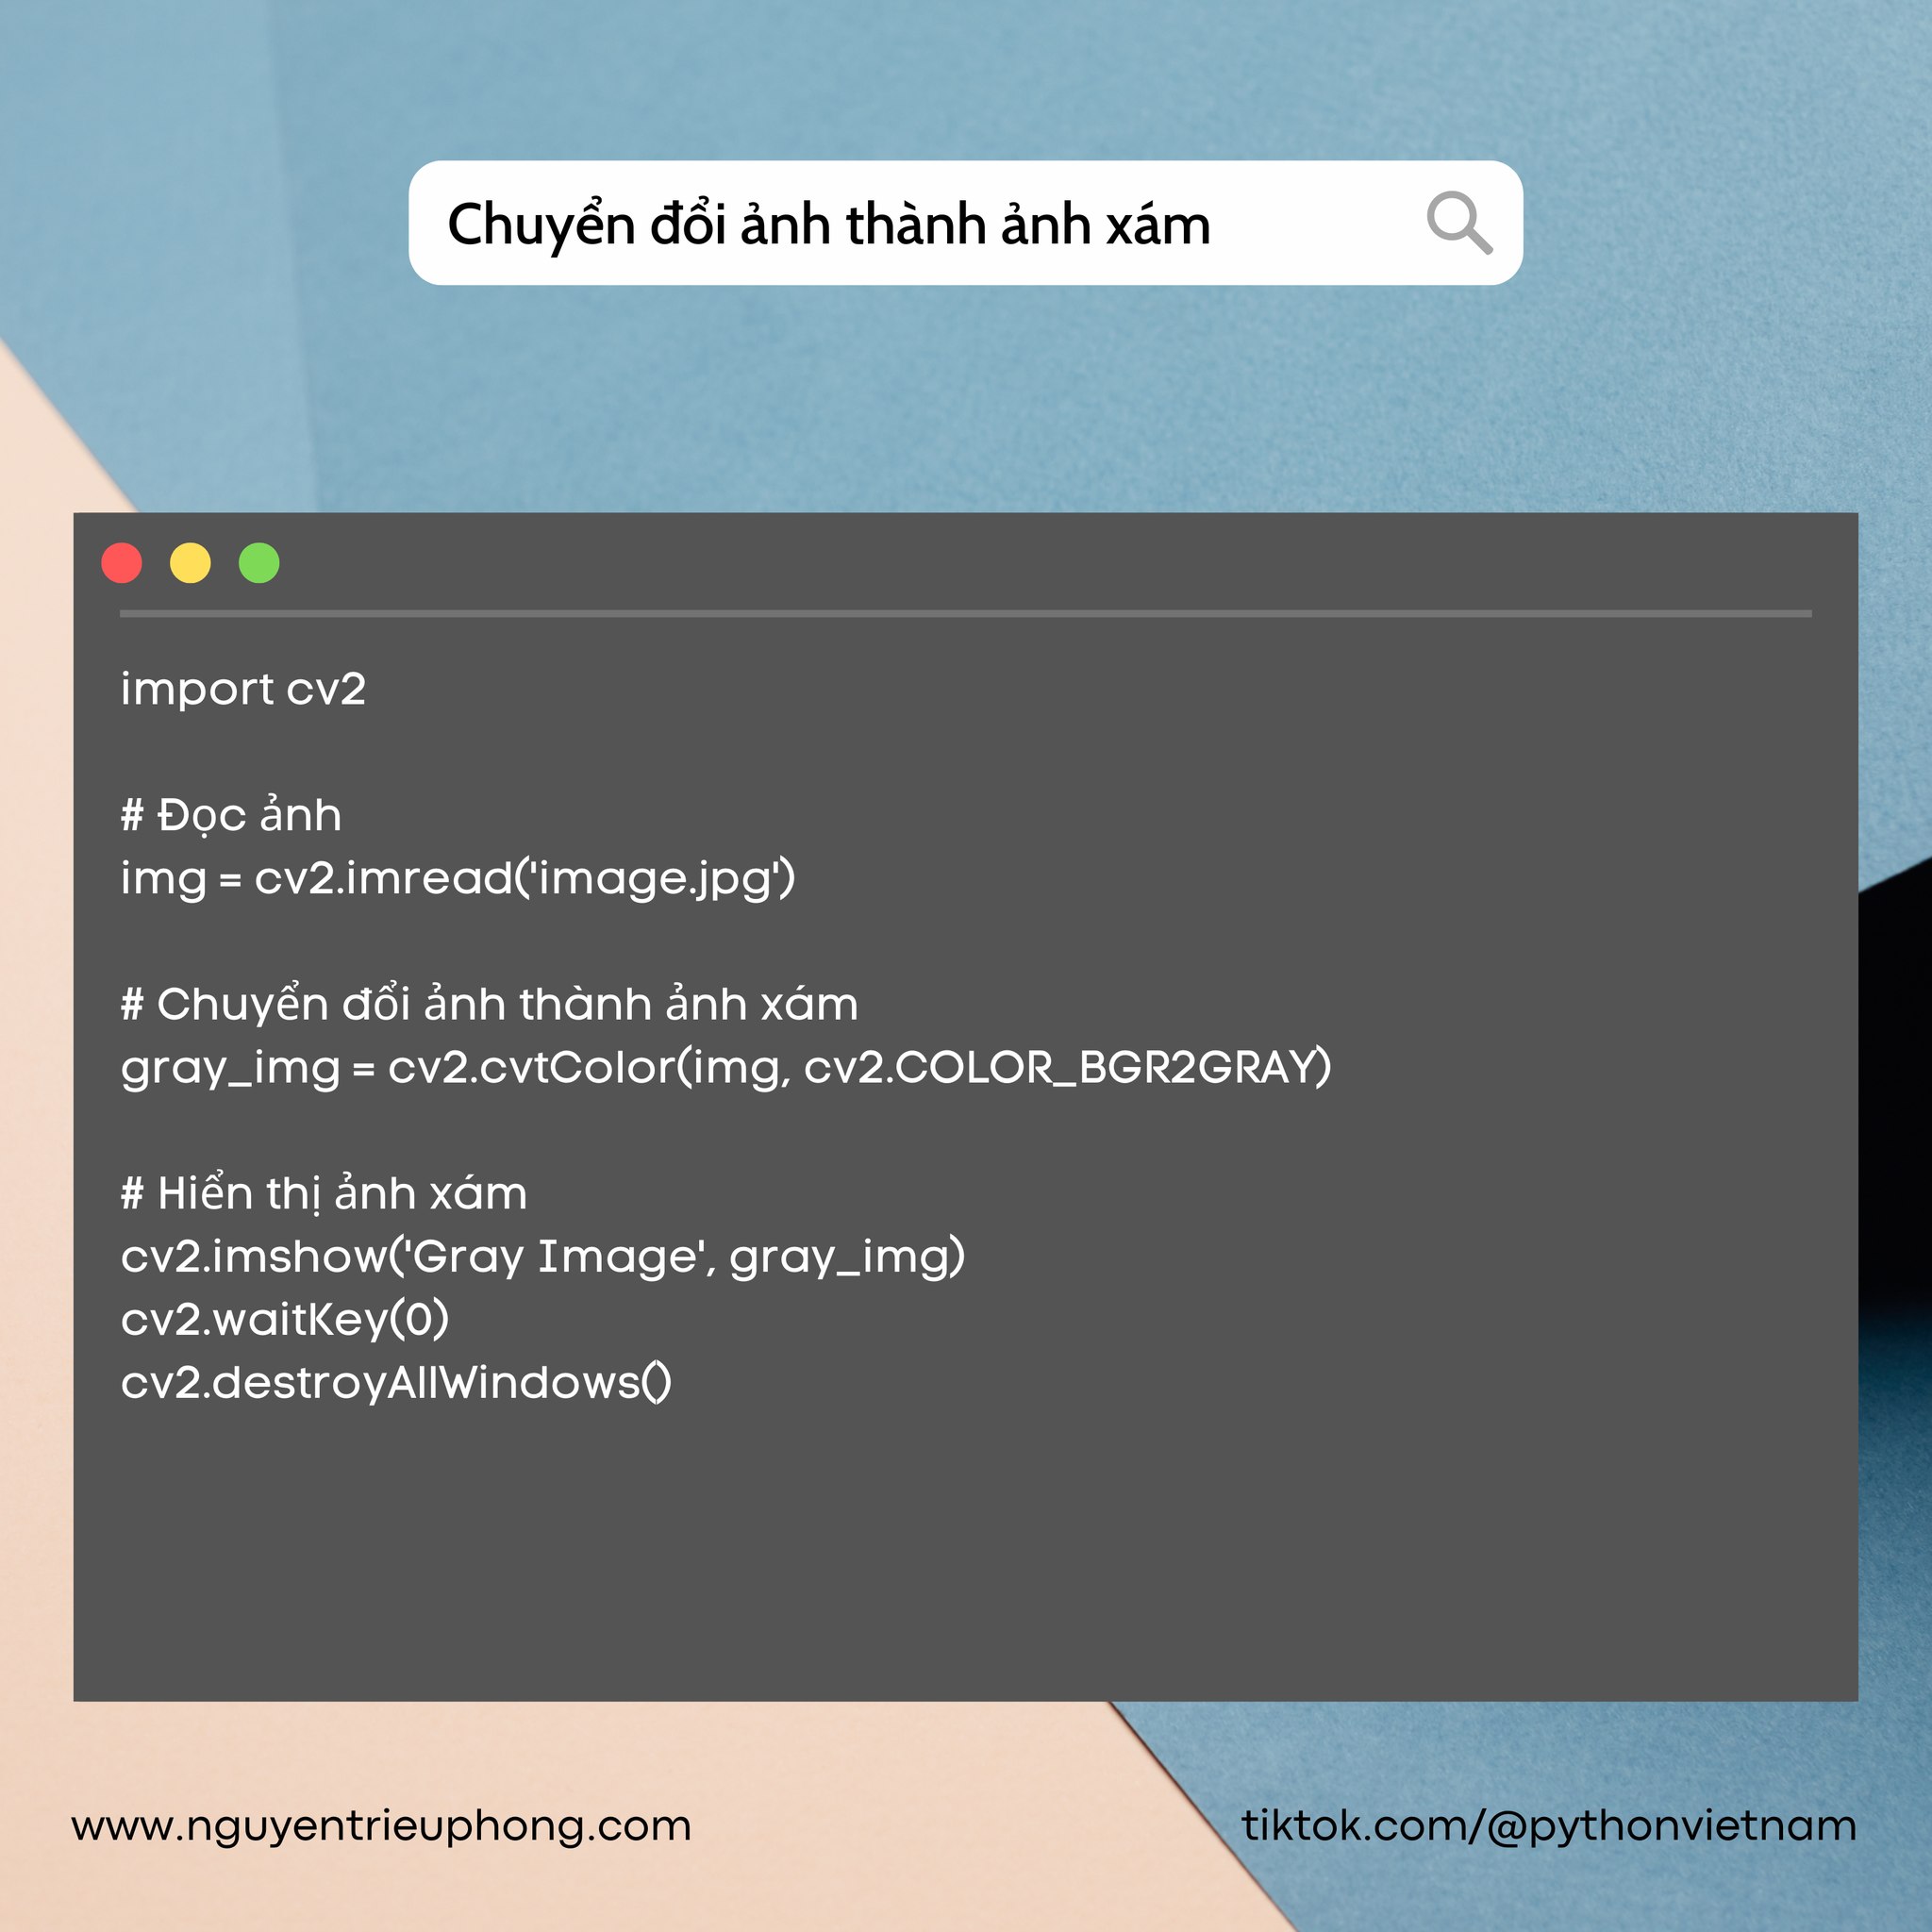 Chuyển đổi ảnh thành ảnh xám
import cv2
# Đọc ảnh
img = cv2.imread('image.jpg')
# Chuyển đổi ảnh thành ảnh xám
gray_img = cv2.cvtColor(img, cv2.COLOR_BGR2GRAY)
# Hiển thị ảnh xám
cv2.imshow('Gray Image', gray_img)
cv2.waitKey(0)
cv2.destroyAllWindows()
www.nguyentrieuphong.com
tiktok.com/@pythonvietnam